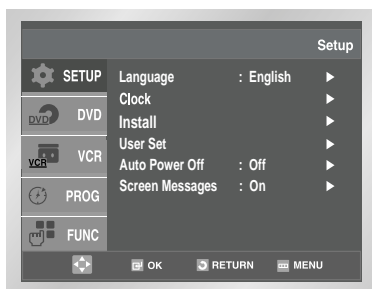 Setup
SETUP
Language : English
Clock
Install
DVD DVD
User Set
VCR VCR
Auto Power Off : Off
Screen Messages : On
PROG
FUNC
OK RETURN MENU